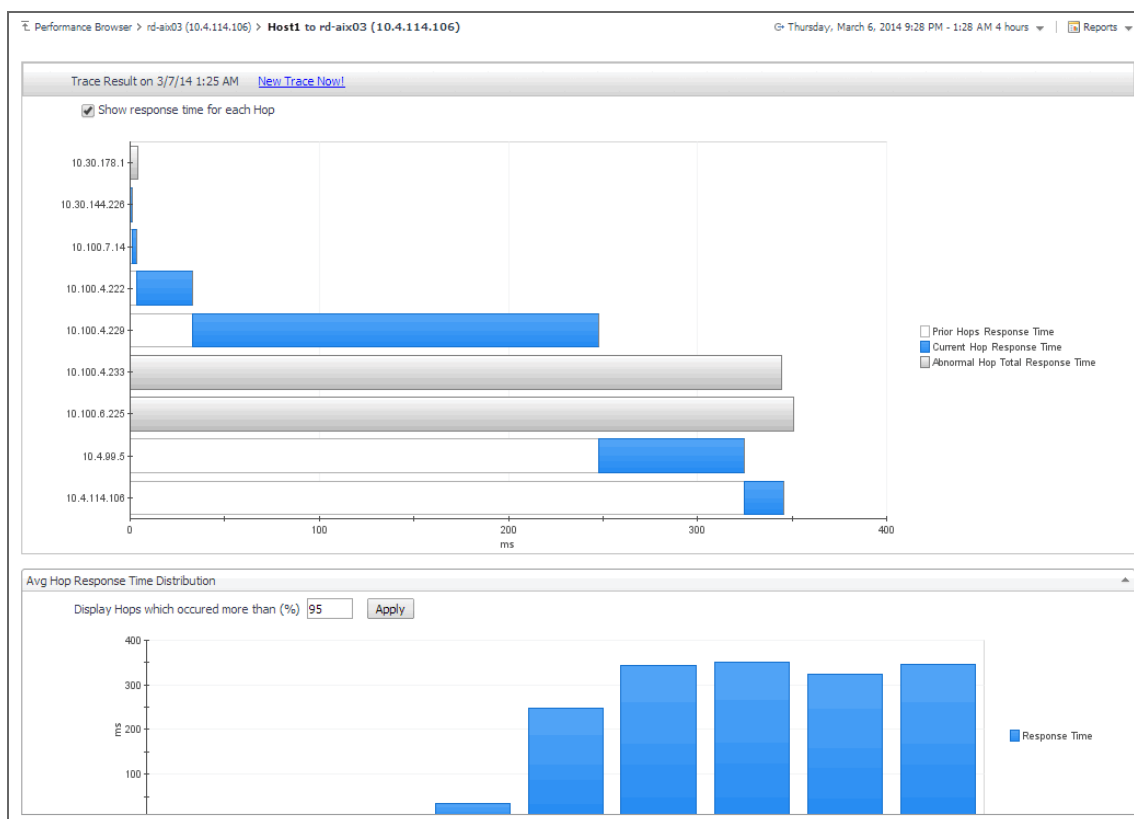 Performance Browser > rd-aix03 (10.4.114.106) > Host1 to rd-aix03 (10.4.114.106)
Thursday, March 6, 2014 9:28 PM - 1:28 AM 4 hours | Reports
Trace Result on 3/7/14 1:25 AM New Trace Now!
Show response time for each Hop
10.30.178.1
10.30.144.226
10.100.7.14
10.100.4.222
10.100.4.229
10.100.4.233
10.100.6.225
10.4.99.5
10.4.114.106
0 100 200 300 400
ms
Prior Hops Response Time
Current Hop Response Time
Abnormal Hop Total Response Time
Avg Hop Response Time Distribution
Display Hops which occured more than (%) 95 Apply
400
300
200
100
ms
Response Time